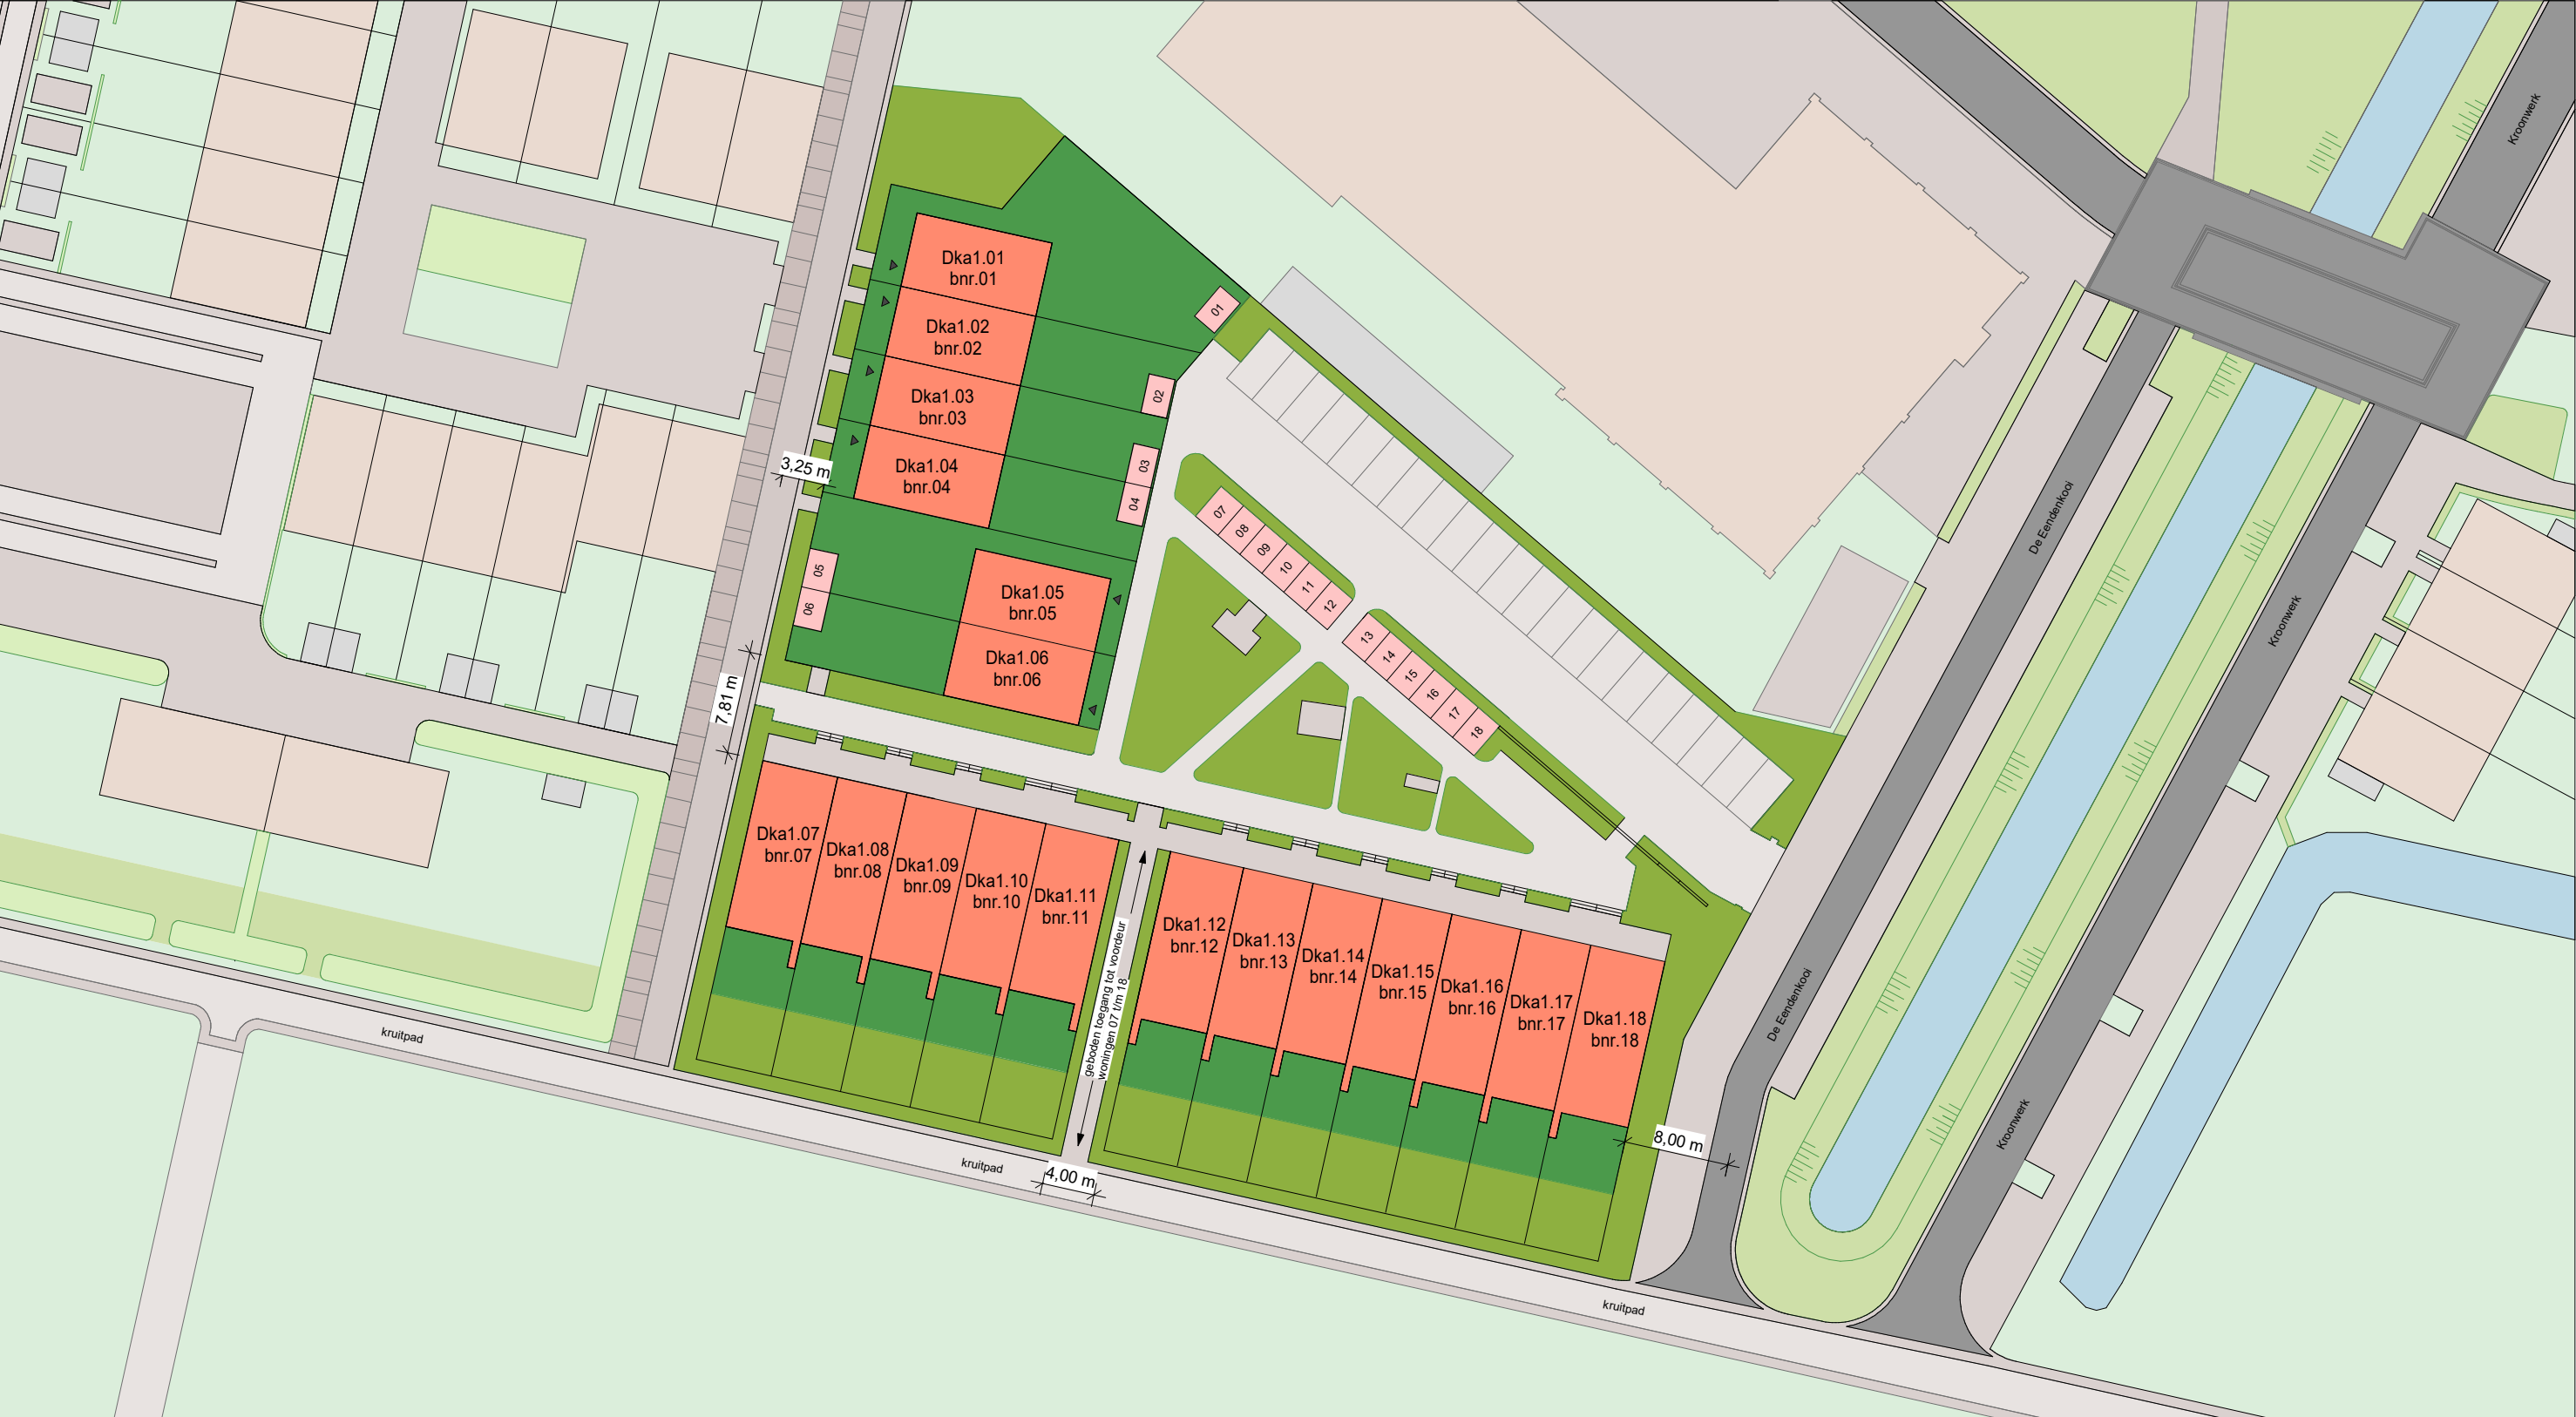 Kroonwerk
Dka1.01
bnr.01
Dka1.02
bnr.02
Dka1.03
bnr.03
Dka1.04
bnr.04
01
02
03
04
3,25 m
05
06
Dka1.05
bnr.05
Dka1.06
bnr.06
07
08
09
10
11
12
13
14
15
16
17
18
7,81 m
De Eendenkooi
Kroonwerk
Dka1.07
bnr.07
Dka1.08
bnr.08
Dka1.09
bnr.09
Dka1.10
bnr.10
Dka1.11
bnr.11
geboden toegang tot voordeur
woningen 07 t/m 18
Dka1.12
bnr.12
Dka1.13
bnr.13
Dka1.14
bnr.14
Dka1.15
bnr.15
Dka1.16
bnr.16
Dka1.17
bnr.17
Dka1.18
bnr.18
De Eendenkooi
Kroonwerk
kruitpad
kruitpad
4,00 m
8,00 m
kruitpad